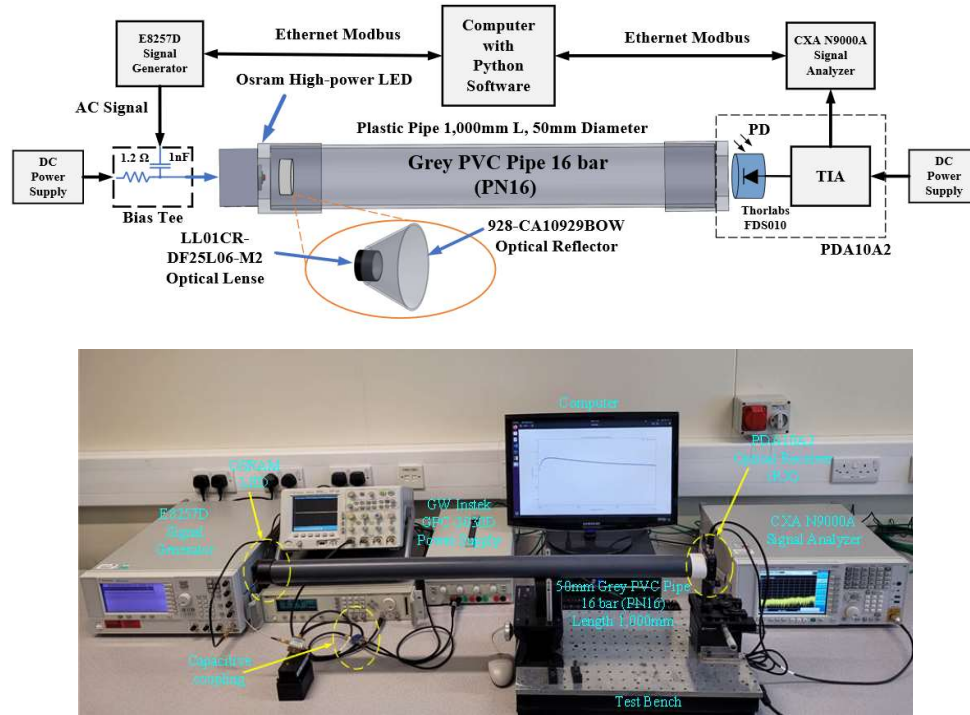 E8257D
Signal
Generator
Ethernet Modbus
Computer
with
Python
Software
Ethernet Modbus
CXA N9000A
Signal
Analyzer
Osram High-power LED
AC Signal
Plastic Pipe 1,000mm L, 50mm Diameter
PD
DC
Power
Supply
1.2 Ω
1nF
Bias Tee
Grey PVC Pipe 16 bar
(PN16)
TIA
DC
Power
Supply
Thorlabs
FDS010
PDA10A2
LL01CR-
DF25L06-M2
Optical Lense
928-CA10929BOW
Optical Reflector
Computer
OSRAM
LED
PDA10A2
Optical Receiver
E8257D
Signal
Generator
GW Instek
Power Supply
CXA N9000A
Signal Analyzer
50mm Grey PVC Pipe
16 bar (PN16)
Length 1,000mm
Capacitive
coupling
Test Bench